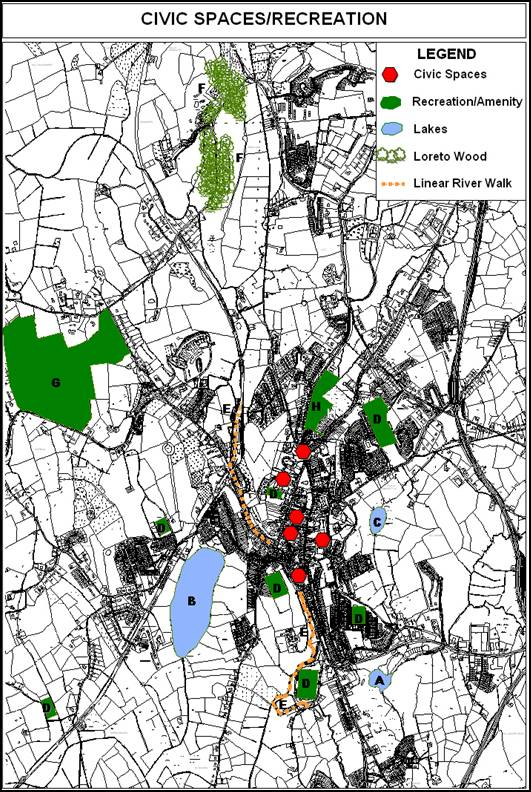 CIVIC SPACES/RECREATION
LEGEND
Civic Spaces
Recreation/Amenity
Lakes
Loreto Wood
Linear River Walk
F
F
G
E
H
D
D
C
D
B
D
E
D
A
D
E
D